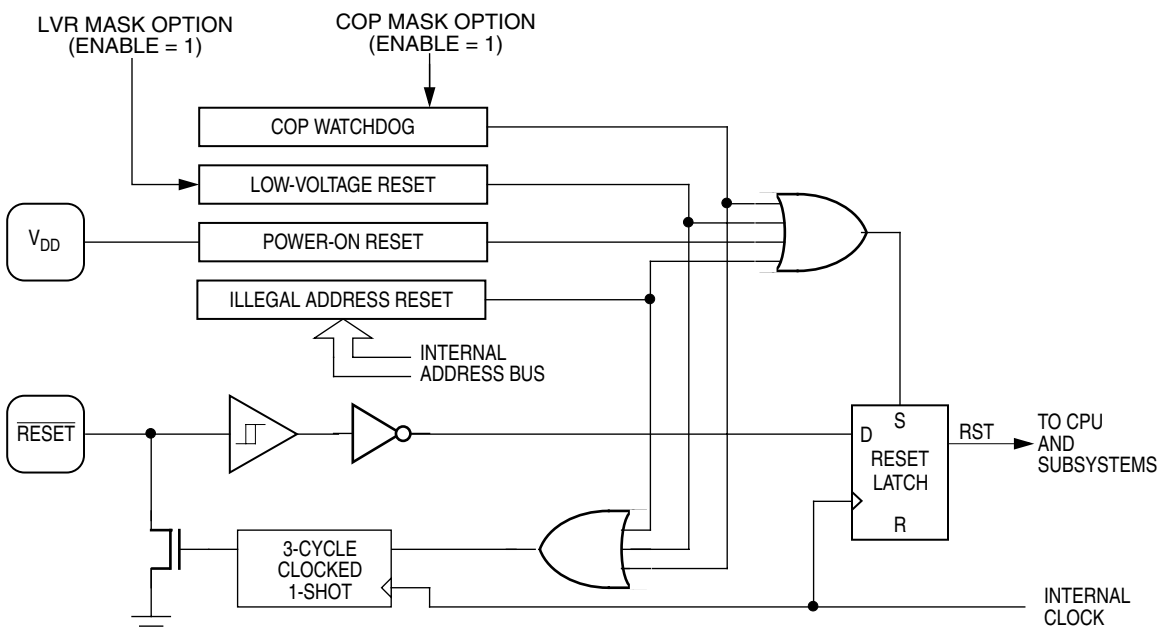 LVR MASK OPTION
(ENABLE = 1)
COP MASK OPTION
(ENABLE = 1)
COP WATCHDOG
LOW-VOLTAGE RESET
VDD
POWER-ON RESET
ILLEGAL ADDRESS RESET
INTERNAL
ADDRESS BUS
RESET
D
S
RESET
LATCH
R
RST
TO CPU
AND
SUBSYSTEMS
3-CYCLE
CLOCKED
1-SHOT
INTERNAL
CLOCK